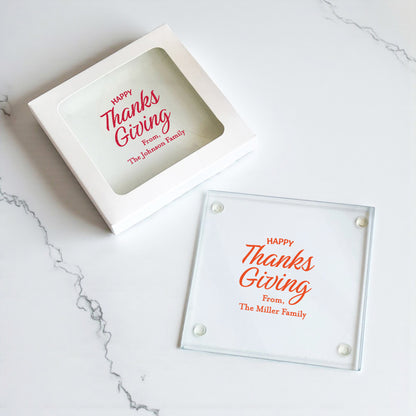 HAPPY
Thanks
Giving
From,
The Johnson Family
HAPPY
Thanks
Giving
From,
The Miller Family